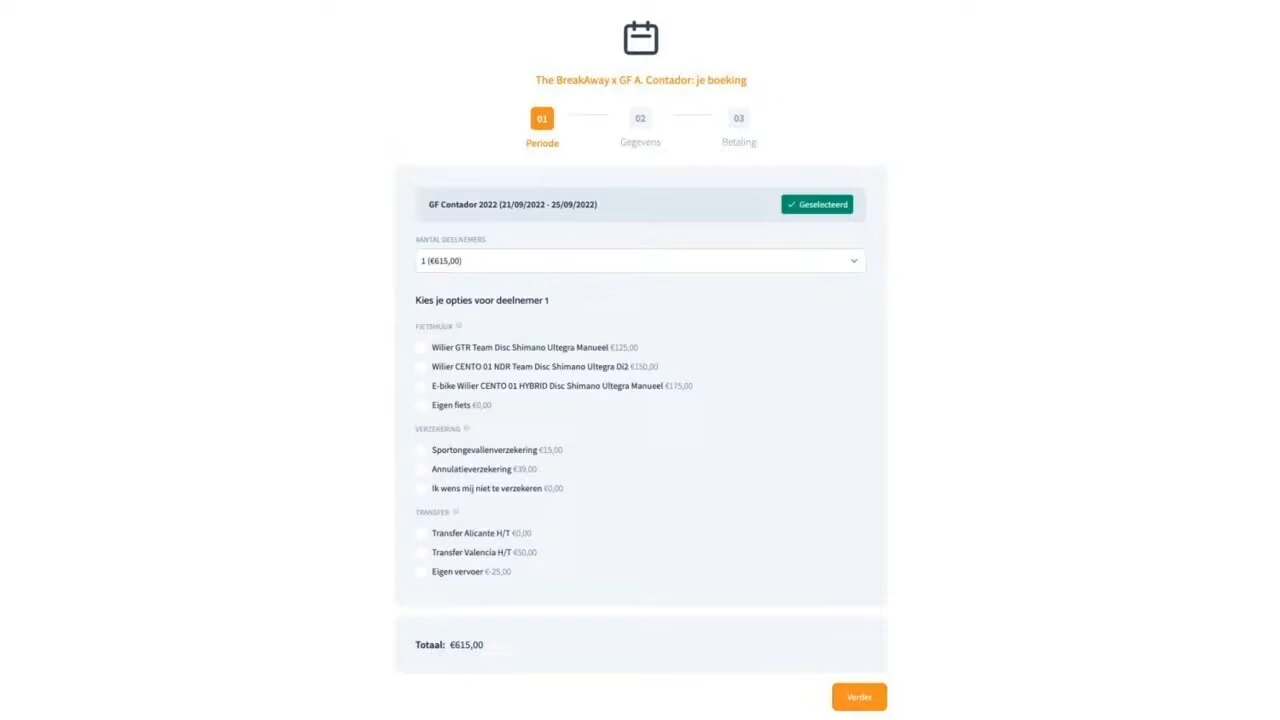 The BreakAway x GF A. Contador: je boeking
01
02
03
Periode
Gegevens
Betaling
GF Contador 2022 (21/09/2022 - 25/09/2022)
Geselecteerd
AANTAL DEELNEMERS
1 (€615,00)
Kies je opties voor deelnemer 1
FIETSHUUR
Wilier GTR Team Disc Shimano Ultegra Manueel €125,00
Wilier CENTO 01 NDR Team Disc Shimano Ultegra Di2 €150,00
E-bike Wilier CENTO 01 HYBRID Disc Shimano Ultegra Manueel €175,00
Eigen fiets €0,00
VERZEKERING
Sportongevallenverzekering €15,00
Annulatieverzekering €39,00
Ik wens mij niet te verzekeren €0,00
TRANSFER
Transfer Alicante H/T €0,00
Transfer Valencia H/T €50,00
Eigen vervoer €-25,00
Totaal: €615,00
Verder